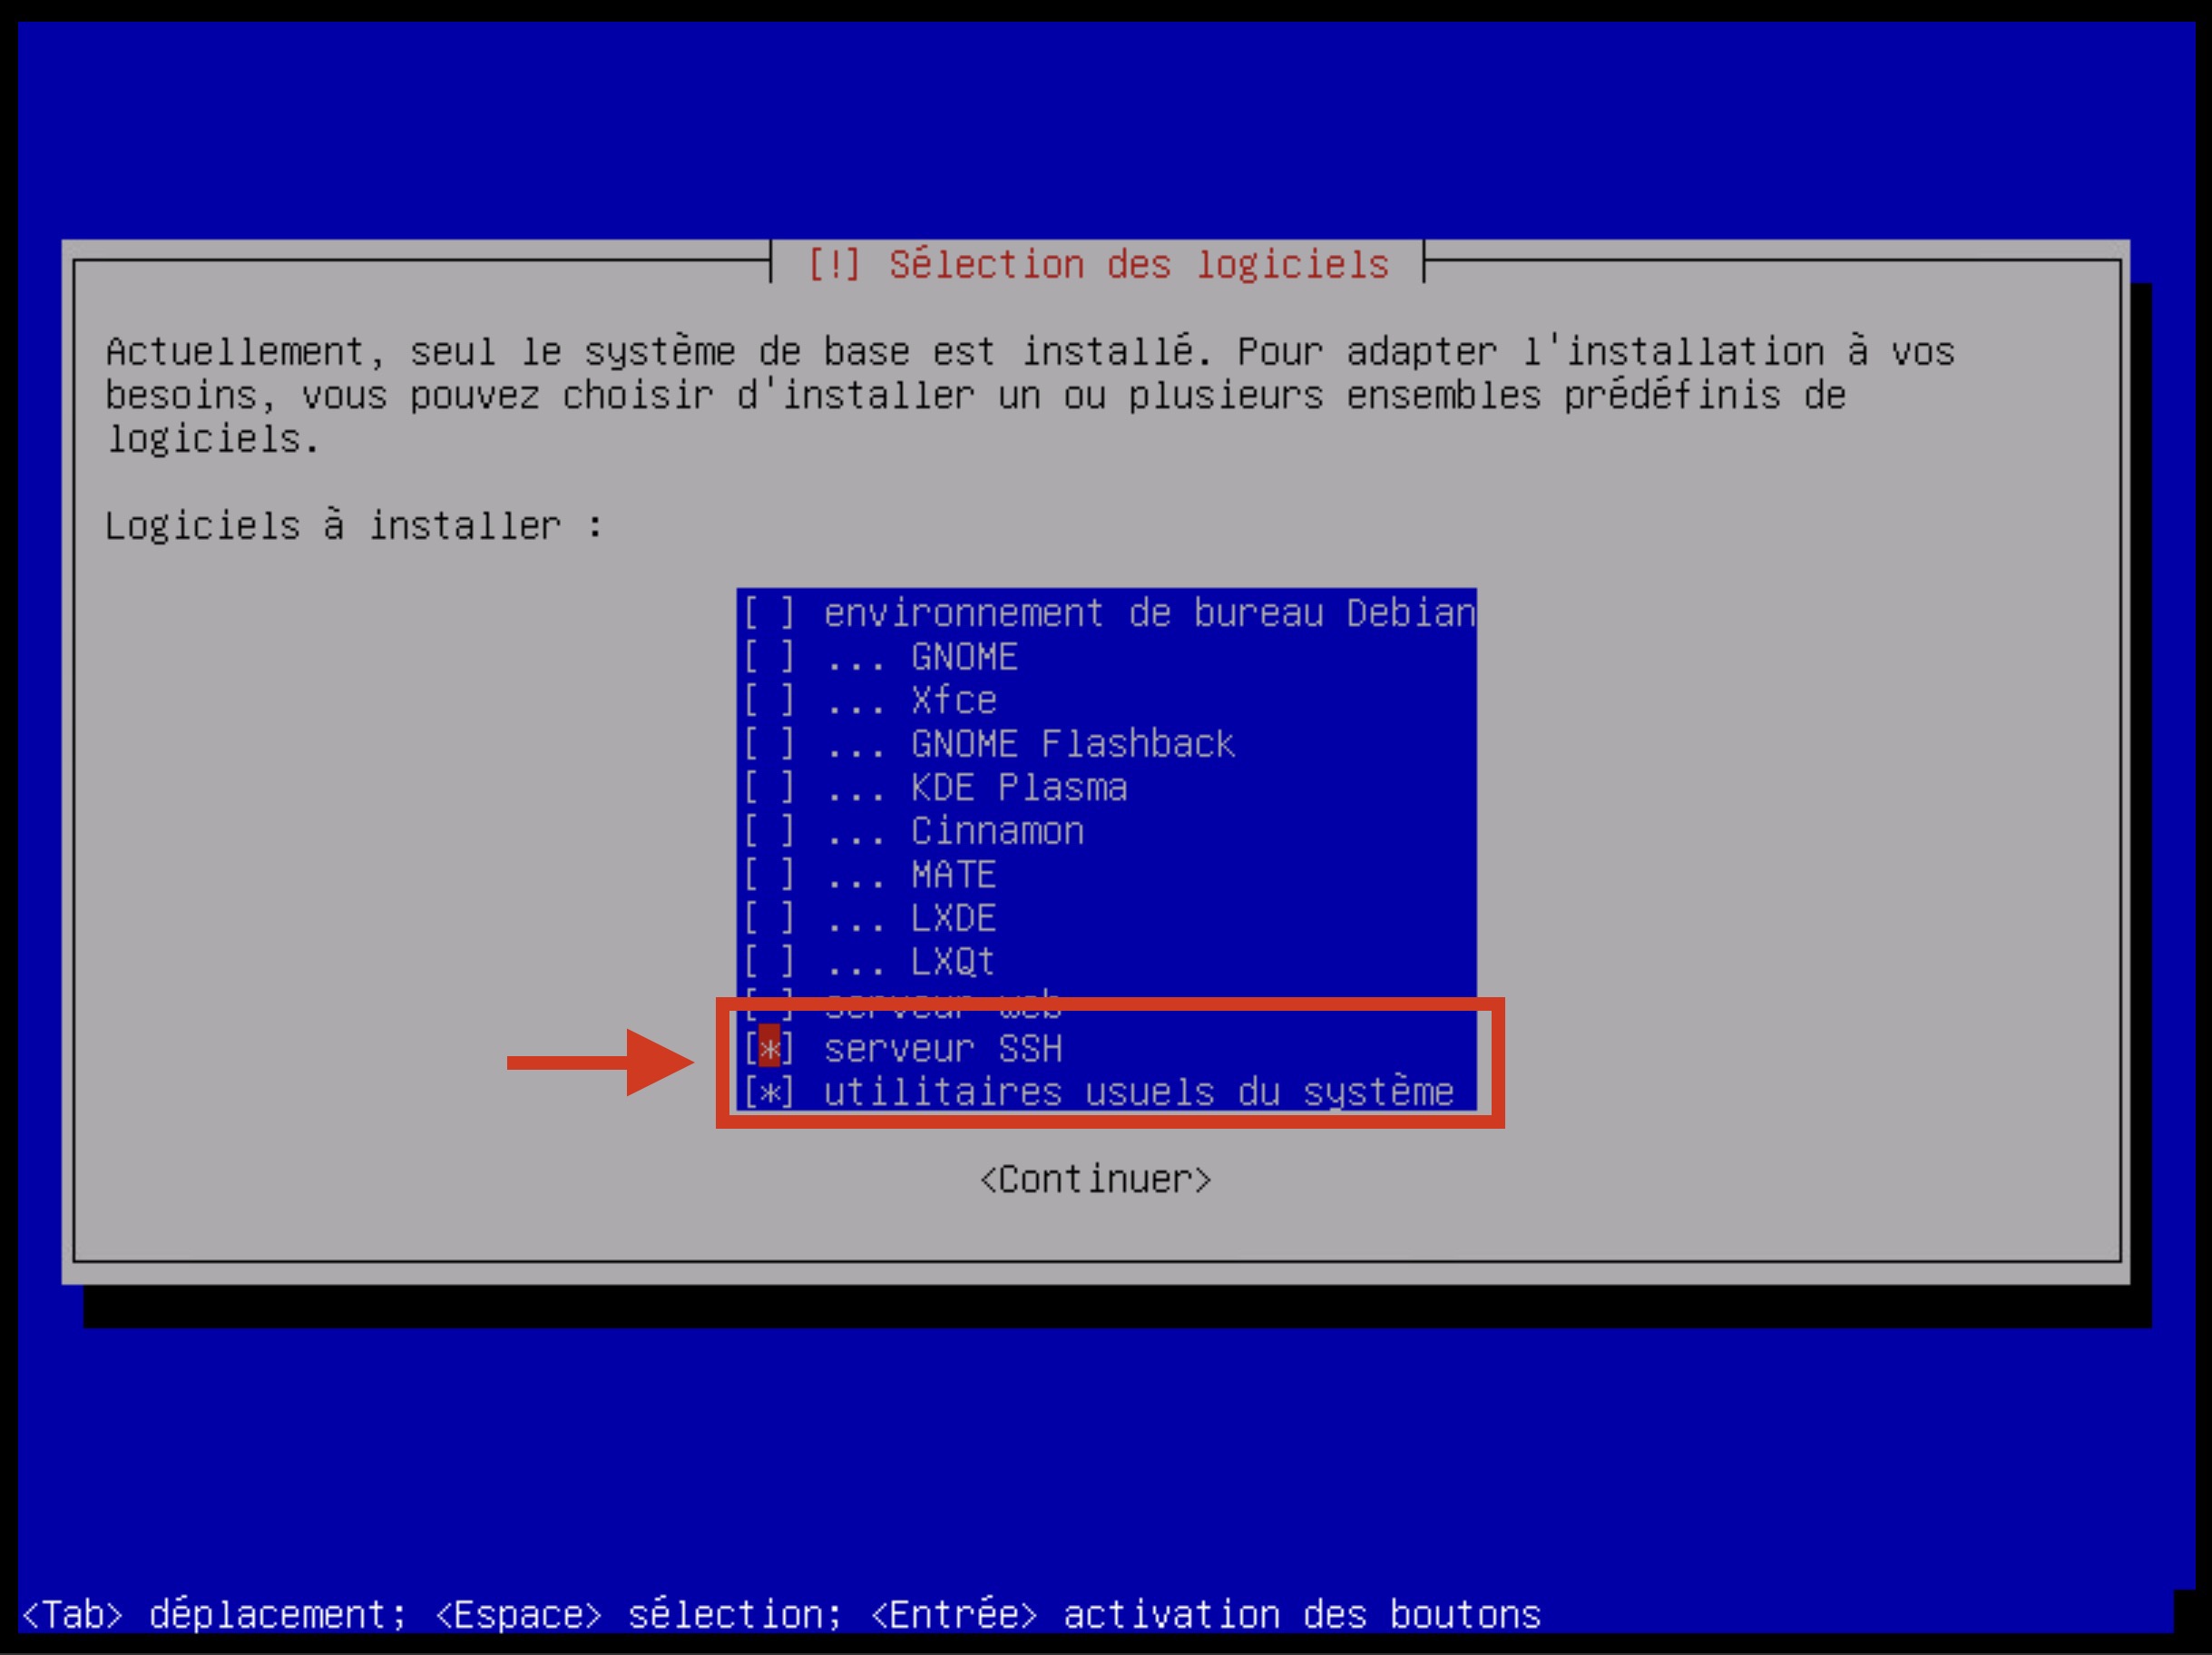 [!] Sélection des logiciels
Actuellement, seul le système de base est installé. Pour adapter l'installation à vos
besoins, vous pouvez choisir d'installer un ou plusieurs ensembles prédéfinis de
logiciels.
Logiciels à installer :
[ ] environnement de bureau Debian
[ ] ... GNOME
[ ] ... Xfce
[ ] ... GNOME Flashback
[ ] ... KDE Plasma
[ ] ... Cinnamon
[ ] ... MATE
[ ] ... LXDE
[ ] ... LXQt
[ ] serveur web
[*] serveur SSH
[*] utilitaires usuels du système
<Continuer>
<Tab> déplacement; <Espace> sélection; <Entrée> activation des boutons